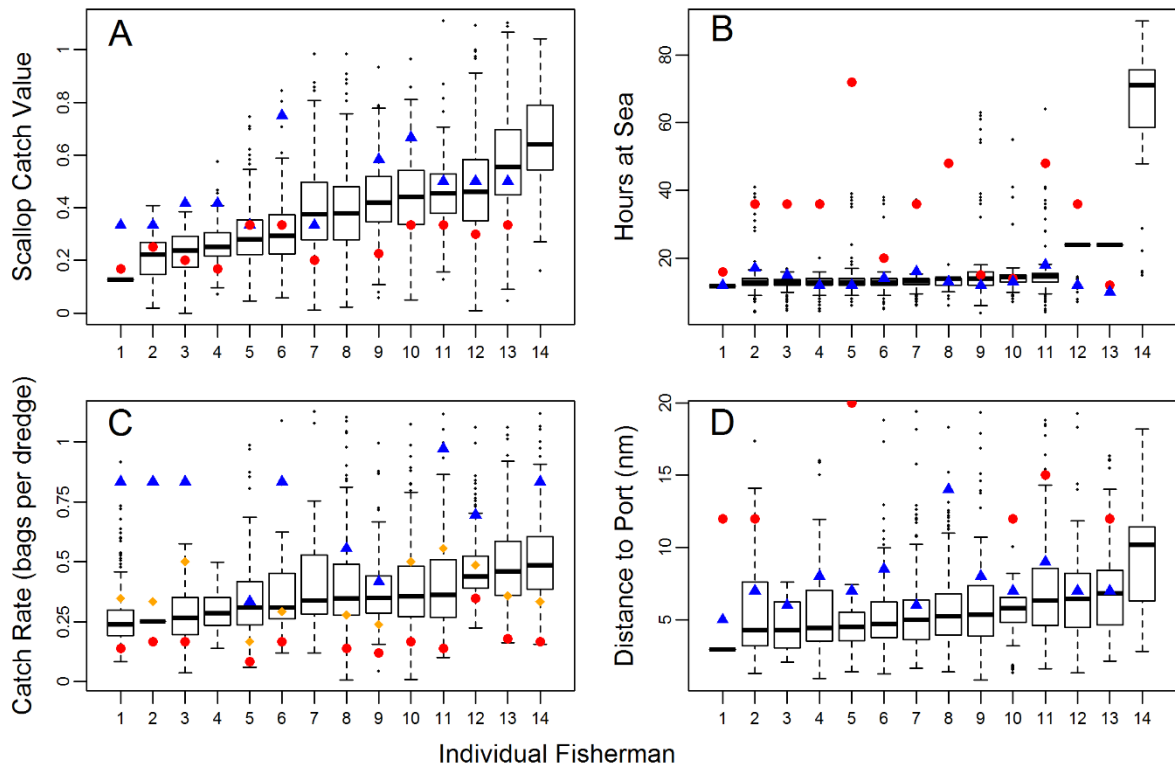 A
Scallop Catch Value
0 0.2 0.4 0.6 0.8 1
1 2 3 4 5 6 7 8 9 10 11 12 13 14
B
Hours at Sea
20 40 60 80
1 2 3 4 5 6 7 8 9 10 11 12 13 14
C
Catch Rate (bags per dredge)
0 0.25 0.5 0.75 1
1 2 3 4 5 6 7 8 9 10 11 12 13 14
D
Distance to Port (nm)
5 10 15 20
1 2 3 4 5 6 7 8 9 10 11 12 13 14
Individual Fisherman